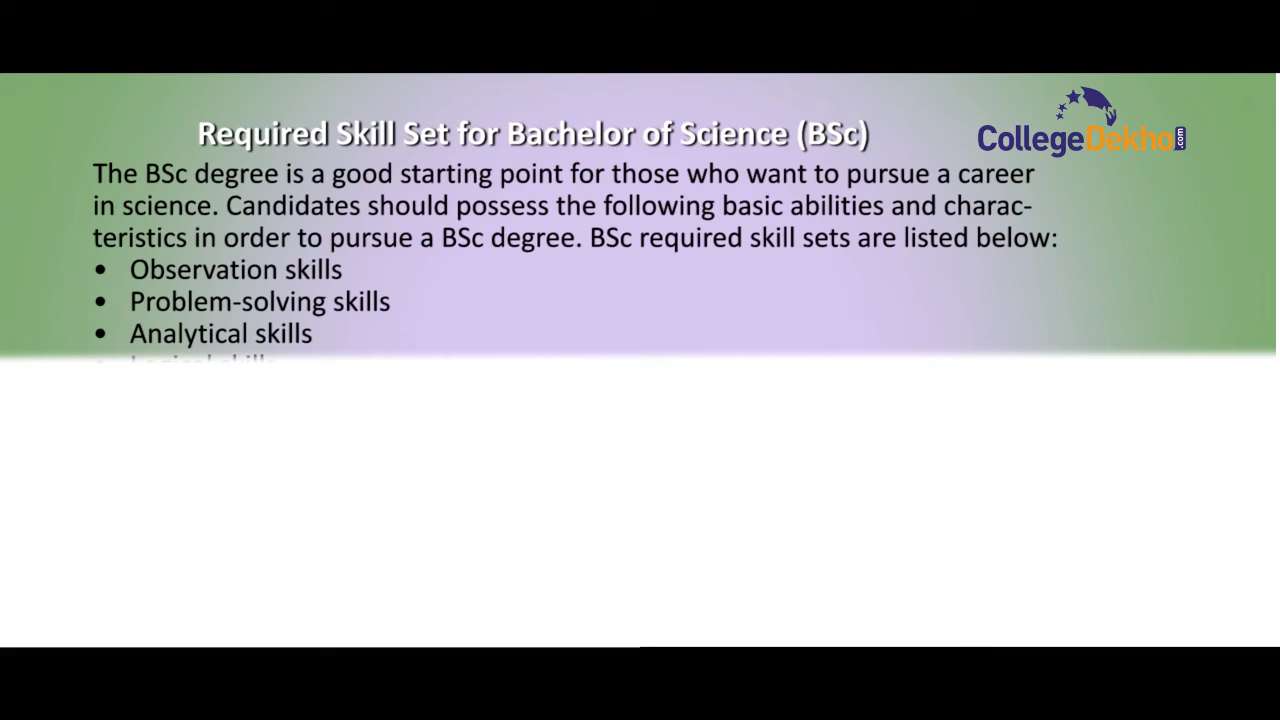 Required Skill Set for Bachelor of Science (BSc)
CollegeDekho.com
The BSc degree is a good starting point for those who want to pursue a career
in science. Candidates should possess the following basic abilities and charac-
teristics in order to pursue a BSc degree. BSc required skill sets are listed below:
• Observation skills
• Problem-solving skills
• Analytical skills